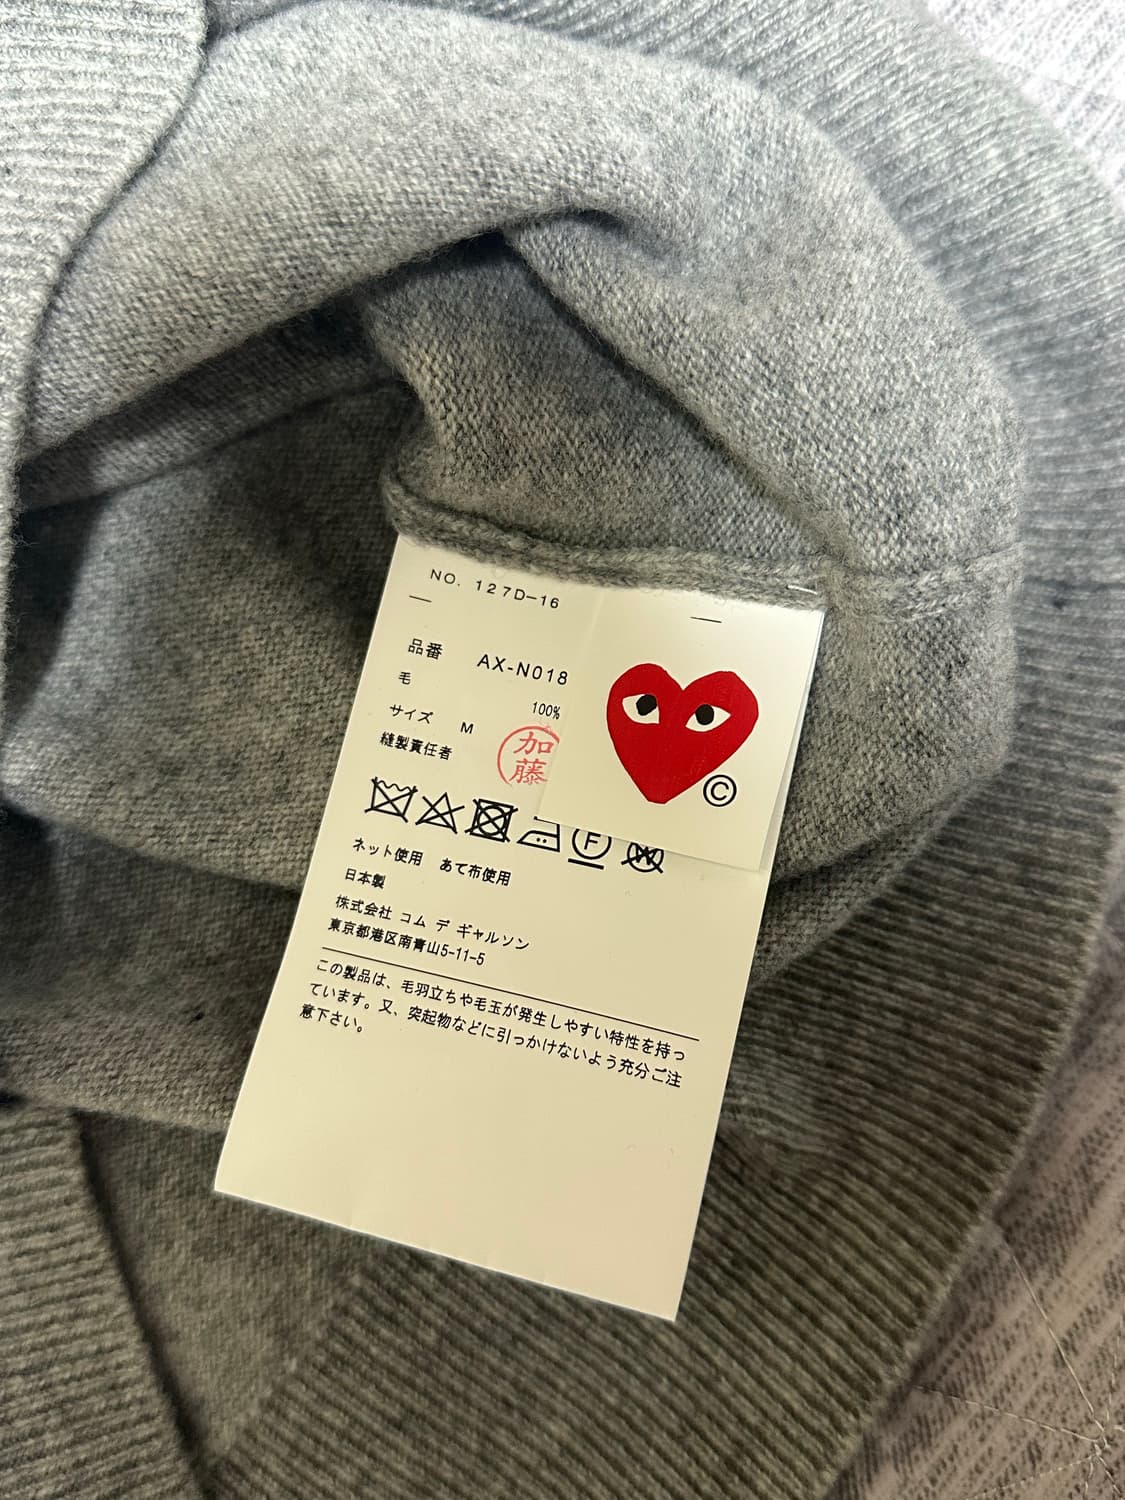 NO. 127D-16
品番 AX-N018
毛
100%
サイズ M
縫製責任者 加藤
©
F
W
ネット使用 あて布使用
日本製
株式会社 コム デ ギャルソン
東京都港区南青山5-11-5
この製品は、毛羽立ちや毛玉が発生しやすい特性を持っ
ています。又、突起物などに引っかけないよう充分ご注
意下さい。